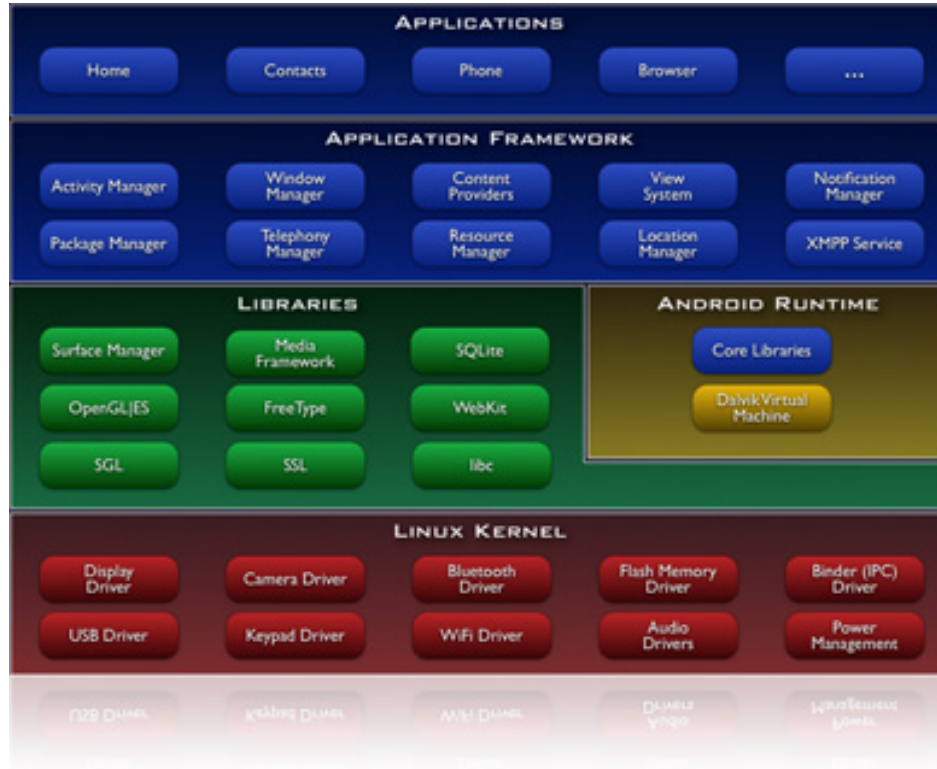 APPLICATIONS
Home
Contacts
Phone
Browser
...
APPLICATION FRAMEWORK
Activity Manager
Window
Manager
Content
Providers
View
System
Notification
Manager
Package Manager
Telephony
Manager
Resource
Manager
Location
Manager
XMPP Service
LIBRARIES
Surface Manager
Media
Framework
SQLite
OpenGL|ES
FreeType
WebKit
SGL
SSL
libc
ANDROID RUNTIME
Core Libraries
Dalvik Virtual
Machine
LINUX KERNEL
Display
Driver
Camera Driver
Bluetooth
Driver
Flash Memory
Driver
Binder (IPC)
Driver
USB Driver
Keypad Driver
WiFi Driver
Audio
Drivers
Power
Management